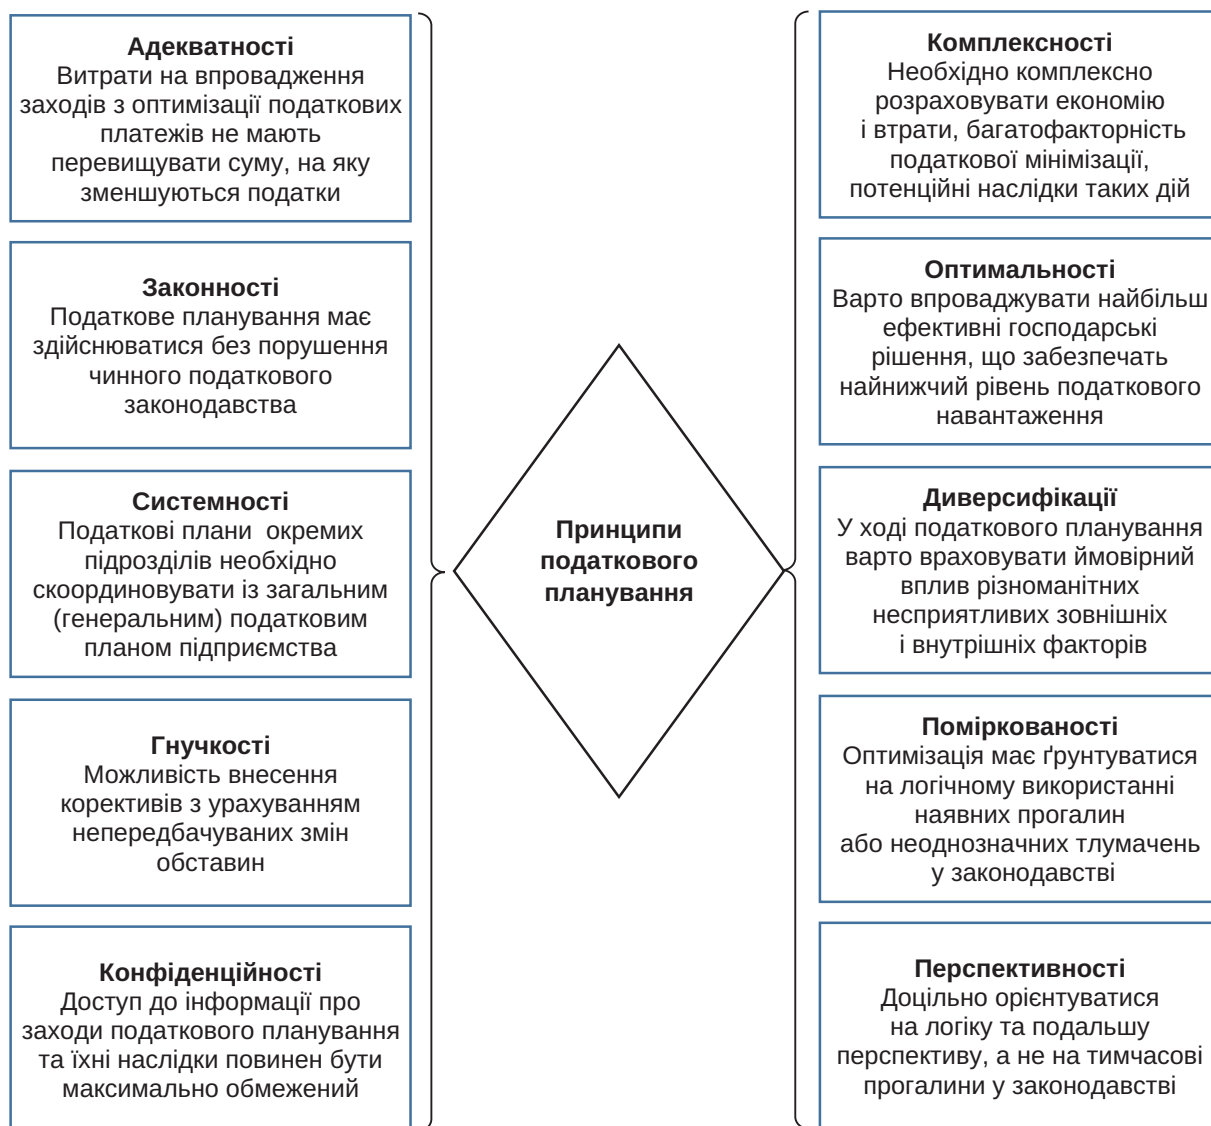 Адекватності
Витрати на впровадження
заходів з оптимізації податкових
платежів не мають
перевищувати суму, на яку
зменшуються податки
Законності
Податкове планування має
здійснюватися без порушення
чинного податкового
законодавства
Системності
Податкові плани окремих
підрозділів необхідно
скоординовувати із загальним
(генеральним) податковим
планом підприємства
Гнучкості
Можливість внесення
корективів з урахуванням
непередбачуваних змін
обставин
Конфіденційності
Доступ до інформації про
заходи податкового планування
та їхні наслідки повинен бути
максимально обмежений
Принципи
податкового
планування
Комплексності
Необхідно комплексно
розраховувати економію
і втрати, багатофакторність
податкової мінімізації,
потенційні наслідки таких дій
Оптимальності
Варто впроваджувати найбільш
ефективні господарські
рішення, що забезпечать
найнижчий рівень податкового
навантаження
Диверсифікації
У ході податкового планування
варто враховувати ймовірний
вплив різноманітних
несприятливих зовнішніх
і внутрішніх факторів
Поміркованості
Оптимізація має ґрунтуватися
на логічному використанні
наявних прогалин
або неоднозначних тлумачень
у законодавстві
Перспективності
Доцільно орієнтуватися
на логіку та подальшу
перспективу, а не на тимчасові
прогалини у законодавстві